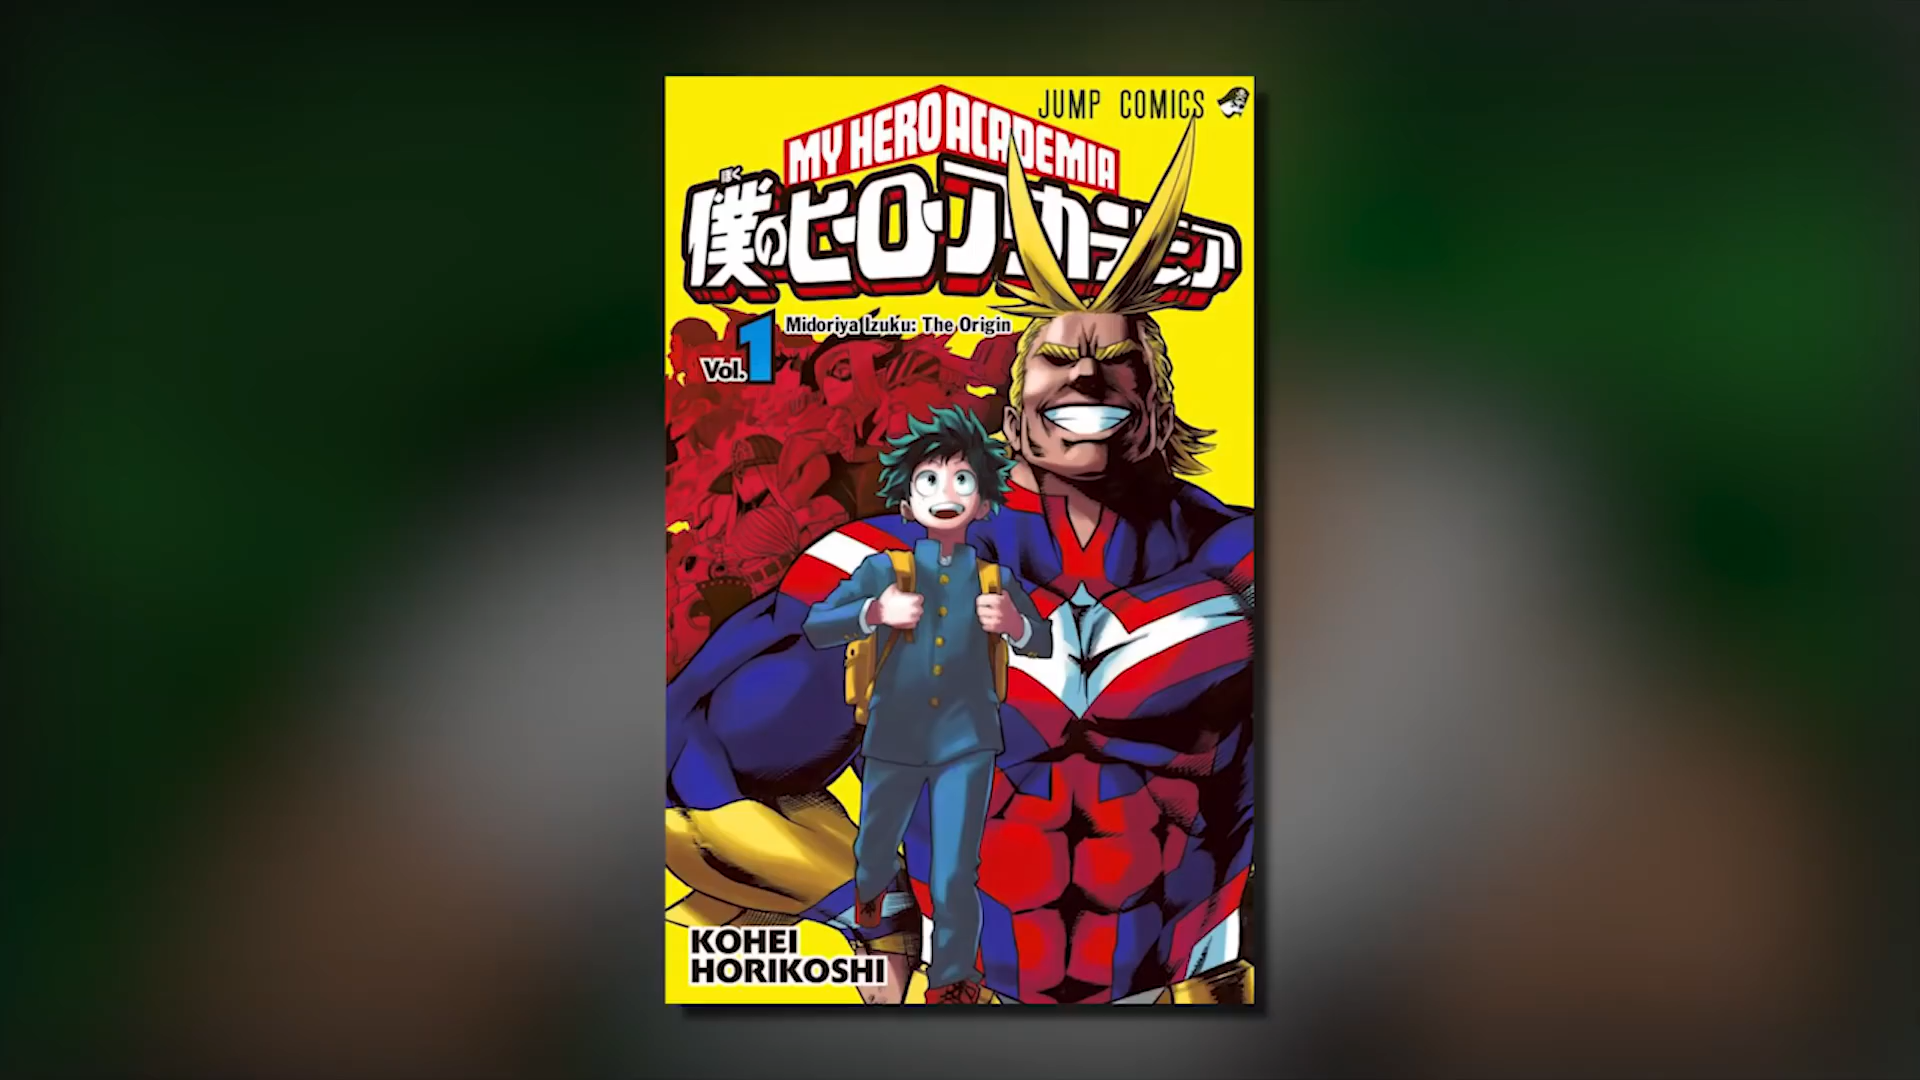 JUMP COMICS
MY HERO ACADEMIA
ぼく
僕のヒーローアカデミア
Vol.1
Midoriya Izuku: The Origin
KOHEI
HORIKOSHI